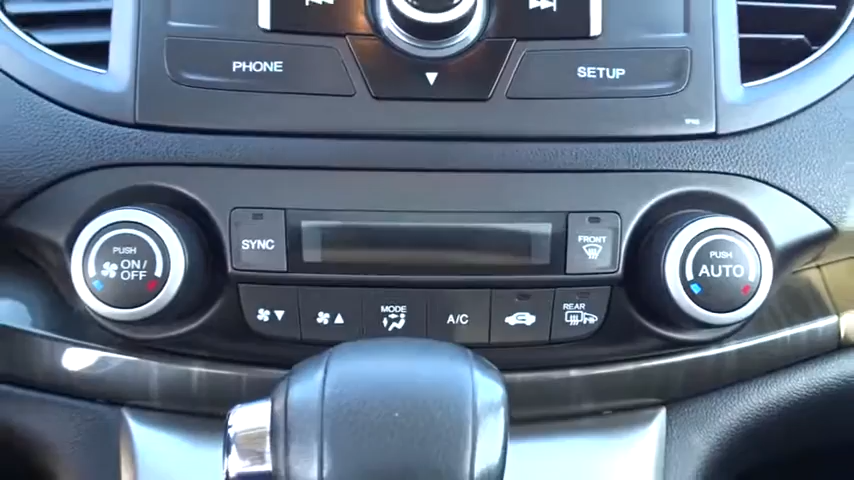 PHONE
SETUP
SYNC
FRONT
PUSH
ON/
OFF
PUSH
AUTO
MODE
A/C
REAR